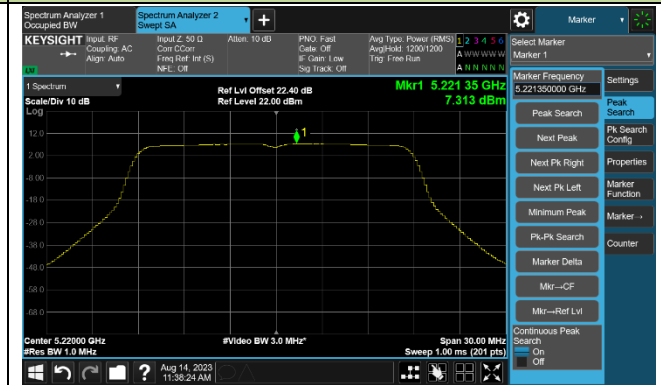 Spectrum Analyzer 1
Occupied BW
Spectrum Analyzer 2
Swept SA
+
Marker
KEYSIGHT
Input: RF
Coupling: AC
Align: Auto
Input Z: 50 Ω
Corr CCorr
Freq Ref: Int (S)
NFE: Off
Atten: 10 dB
PNO: Fast
Gate: Off
IF Gain: Low
Sig Track: Off
Avg Type: Power (RMS)
Avg|Hold: 1200/1200
Trig: Free Run
1 2 3 4 5 6
A W W W W W
A N N N N N
Select Marker
Marker 1
1 Spectrum
Scale/Div 10 dB
Log
Ref Lvl Offset 22.40 dB
Ref Level 22.00 dBm
Mkr1 5.221 35 GHz
7.313 dBm
1
12.0
2.00
-8.00
-18.0
-28.0
-38.0
-48.0
-58.0
-68.0
Center 5.22000 GHz
#Res BW 1.0 MHz
#Video BW 3.0 MHz*
Span 30.00 MHz
Sweep 1.00 ms (201 pts)
Marker Frequency
5.221350000 GHz
Peak Search
Next Peak
Next Pk Right
Next Pk Left
Minimum Peak
Pk-Pk Search
Marker Delta
Mkr→CF
Mkr→Ref Lvl
Continuous Peak
Search
On
Off
Settings
Peak
Search
Pk Search
Config
Properties
Marker
Function
Marker→
Counter
?
Aug 14, 2023
11:38:24 AM